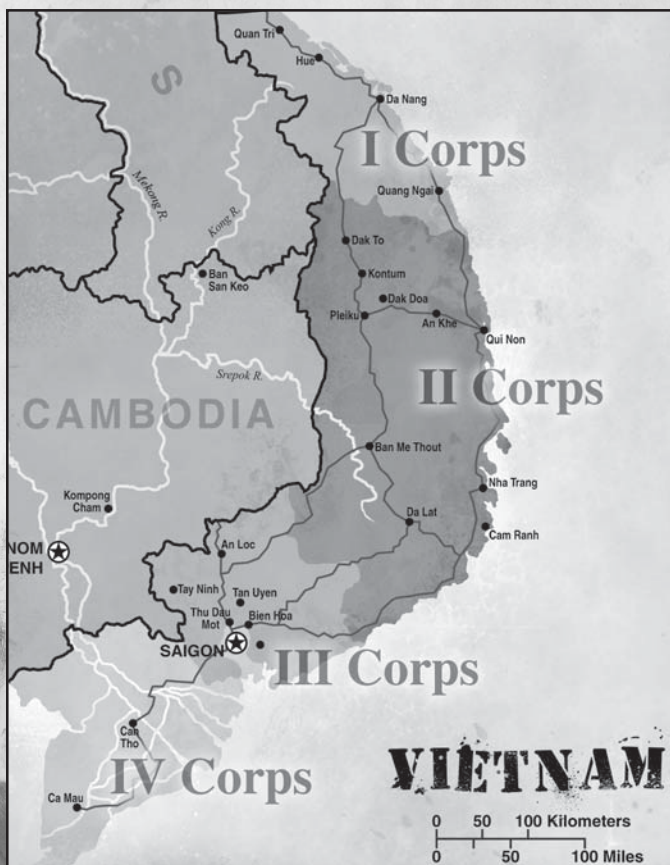 Quan Tri
Hue
Da Nang
S
I Corps
Mekong R.
Kong R.
Quang Ngai
Dak To
Ban
San Keo
Kontum
Dak Doa
Pleiku
An Khe
Qui Non
Srepok R.
II Corps
CAMBODIA
Ban Me Thout
Kompong
Cham
Nha Trang
Da Lat
Cam Ranh
NOM
ENH
An Loc
Tay Ninh
Tan Uyen
Thu Dau
Mot
Bien Hoa
SAIGON
III Corps
Can
Tho
IV Corps
Ca Mau
VIETNAM
0 50 100 Kilometers
0 50 100 Miles